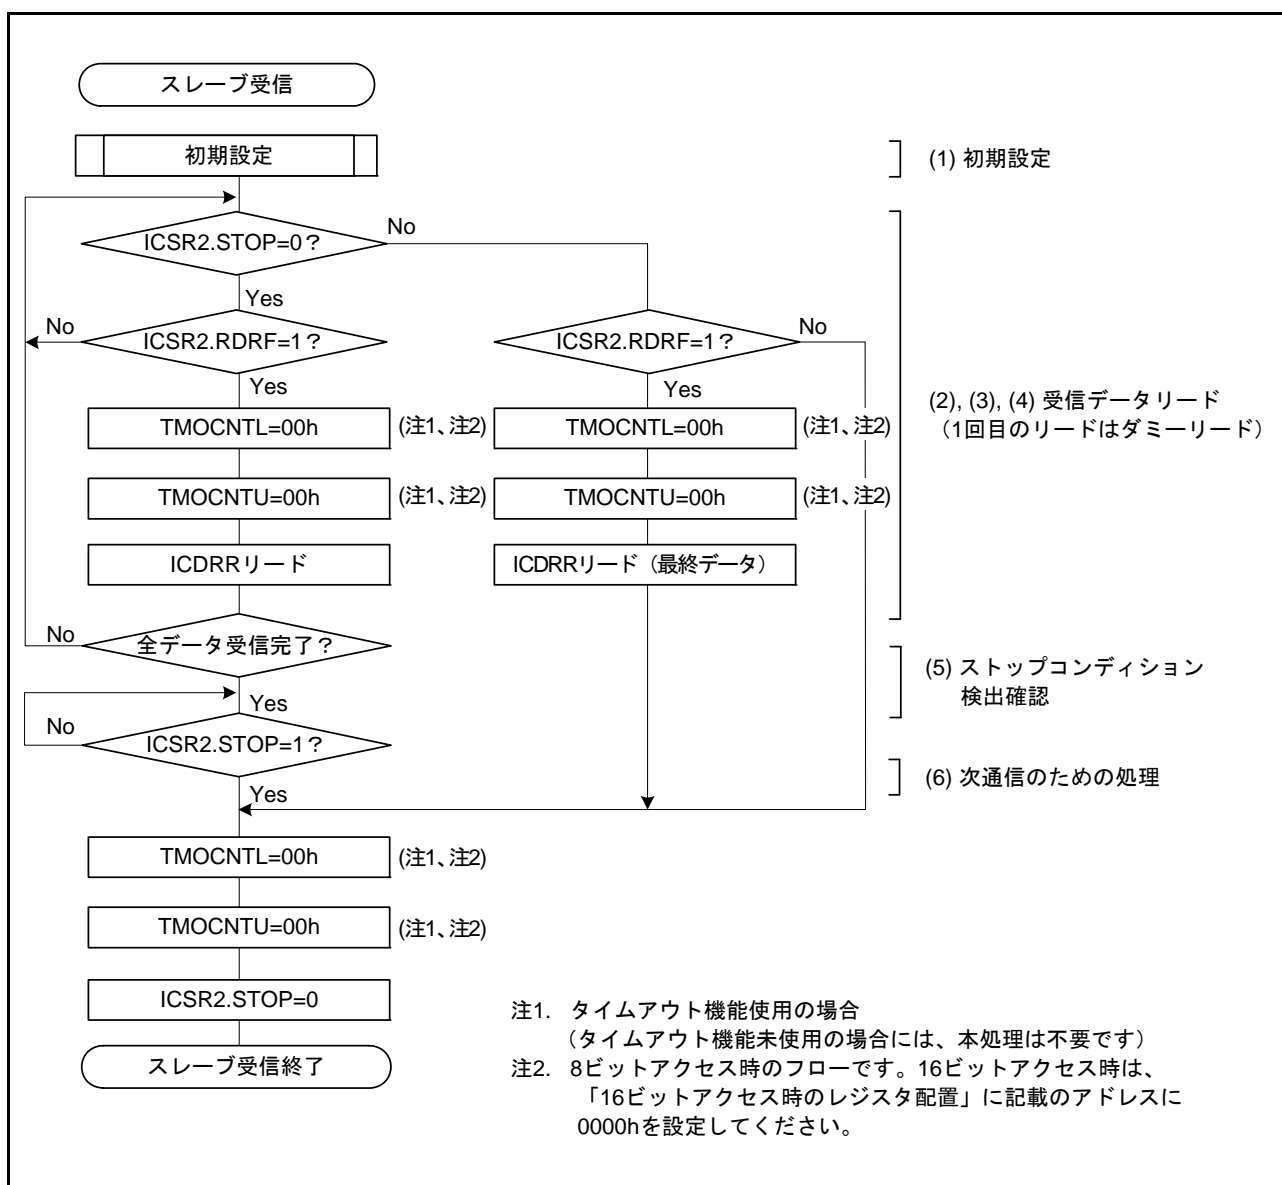 スレーブ受信
初期設定
(1) 初期設定
ICSR2.STOP=0？
No
Yes
ICSR2.RDRF=1？
No
Yes
ICSR2.RDRF=1？
No
Yes
TMOCNTL=00h
(注1、注2)
TMOCNTL=00h
(注1、注2)
(2), (3), (4) 受信データリード
（1回目のリードはダミーリード）
TMOCNTU=00h
(注1、注2)
TMOCNTU=00h
(注1、注2)
ICDRRリード
ICDRRリード（最終データ）
全データ受信完了？
No
Yes
(5) ストップコンディション
検出確認
ICSR2.STOP=1？
No
Yes
(6) 次通信のための処理
TMOCNTL=00h
(注1、注2)
TMOCNTU=00h
(注1、注2)
ICSR2.STOP=0
スレーブ受信終了
注1. タイムアウト機能使用の場合
（タイムアウト機能未使用の場合には、本処理は不要です）
注2. 8ビットアクセス時のフローです。16ビットアクセス時は、
「16ビットアクセス時のレジスタ配置」に記載のアドレスに
0000hを設定してください。